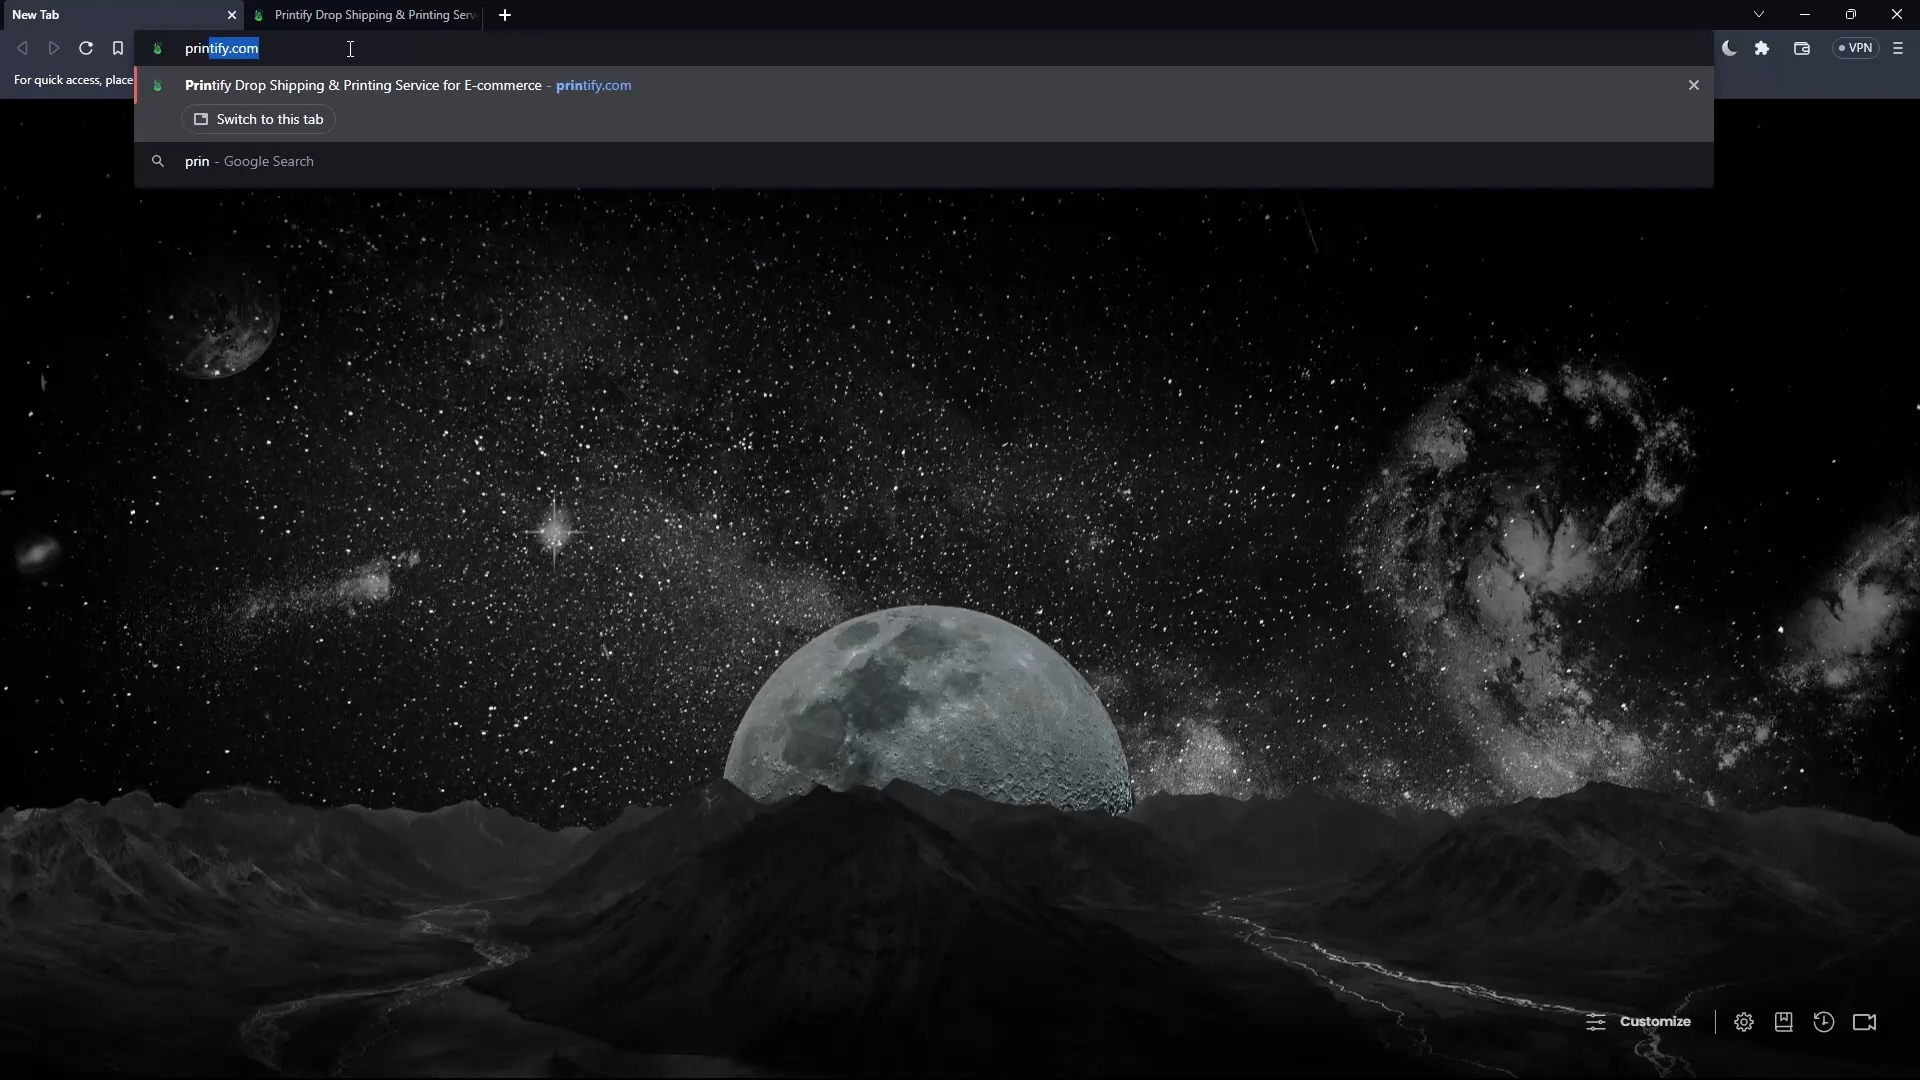 New Tab
Printify Drop Shipping & Printing Serv
printify.com
VPN
For quick access, place
Printify Drop Shipping & Printing Service for E-commerce - printify.com
Switch to this tab
prin - Google Search
Customize